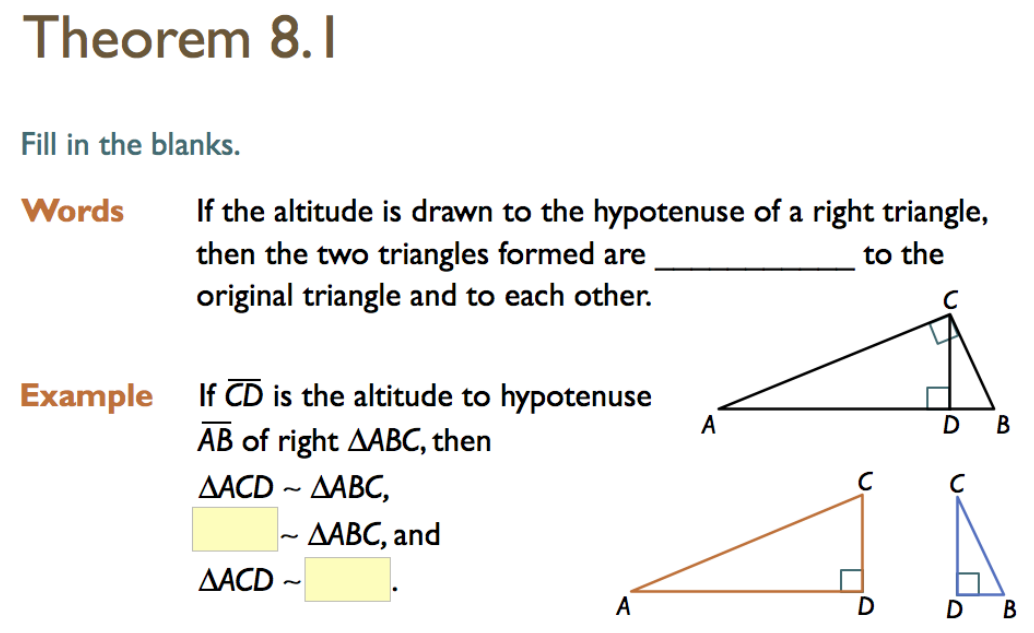 Theorem 8.1
Fill in the blanks.
Words If the altitude is drawn to the hypotenuse of a right triangle,
then the two triangles formed are ____________ to the
original triangle and to each other.
C
A D B
Example If C̅D̅ is the altitude to hypotenuse
A̅B̅ of right ΔABC, then
ΔACD ~ ΔABC,
~ ΔABC, and
ΔACD ~ .
C C
A D D B